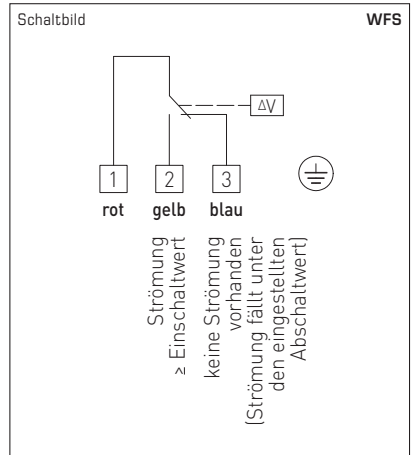 Schaltbild
WFS
ΔV
1
2
3
rot
gelb
blau
Strömung
≥ Einschaltwert
keine Strömung
vorhanden
(Strömung fällt unter
den eingestellten
Abschaltwert)